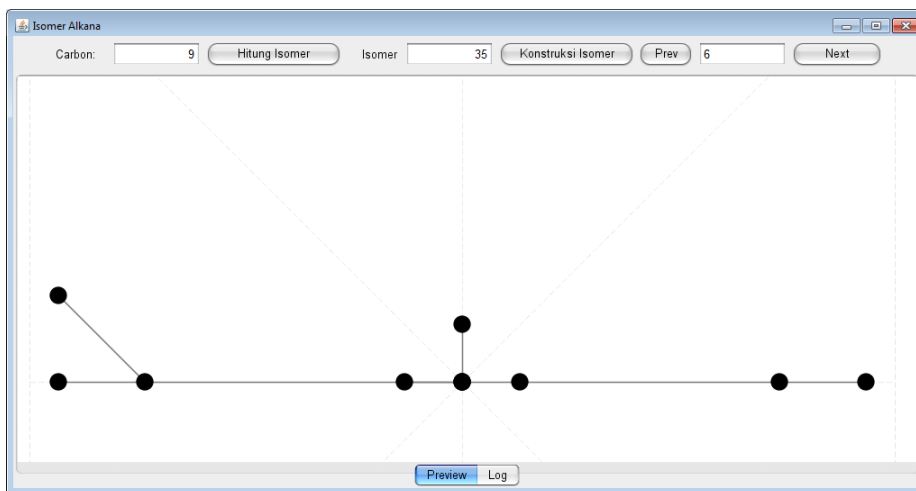 Isomer Alkana
Carbon: 9 Hitung Isomer Isomer 35 Konstruksi Isomer Prev 6 Next
Preview Log